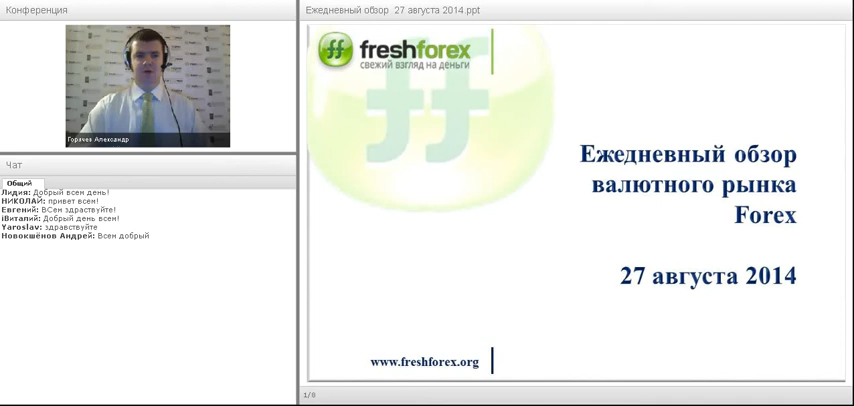 Конференция
Горячев Александр
Чат
Общий
Лидия: Добрый всем день!
НИКОЛАЙ: привет всем!
Евгений: ВСем здраствуйте!
iВиталий: Добрый день всем!
Yaroslav: здравствуйте
Новокшёнов Андрей: Всем добрый
Ежедневный обзор 27 августа 2014.ppt
ff freshforex
свежий взгляд на деньги
ff
Ежедневный обзор
валютного рынка
Forex
27 августа 2014
www.freshforex.org
1/8